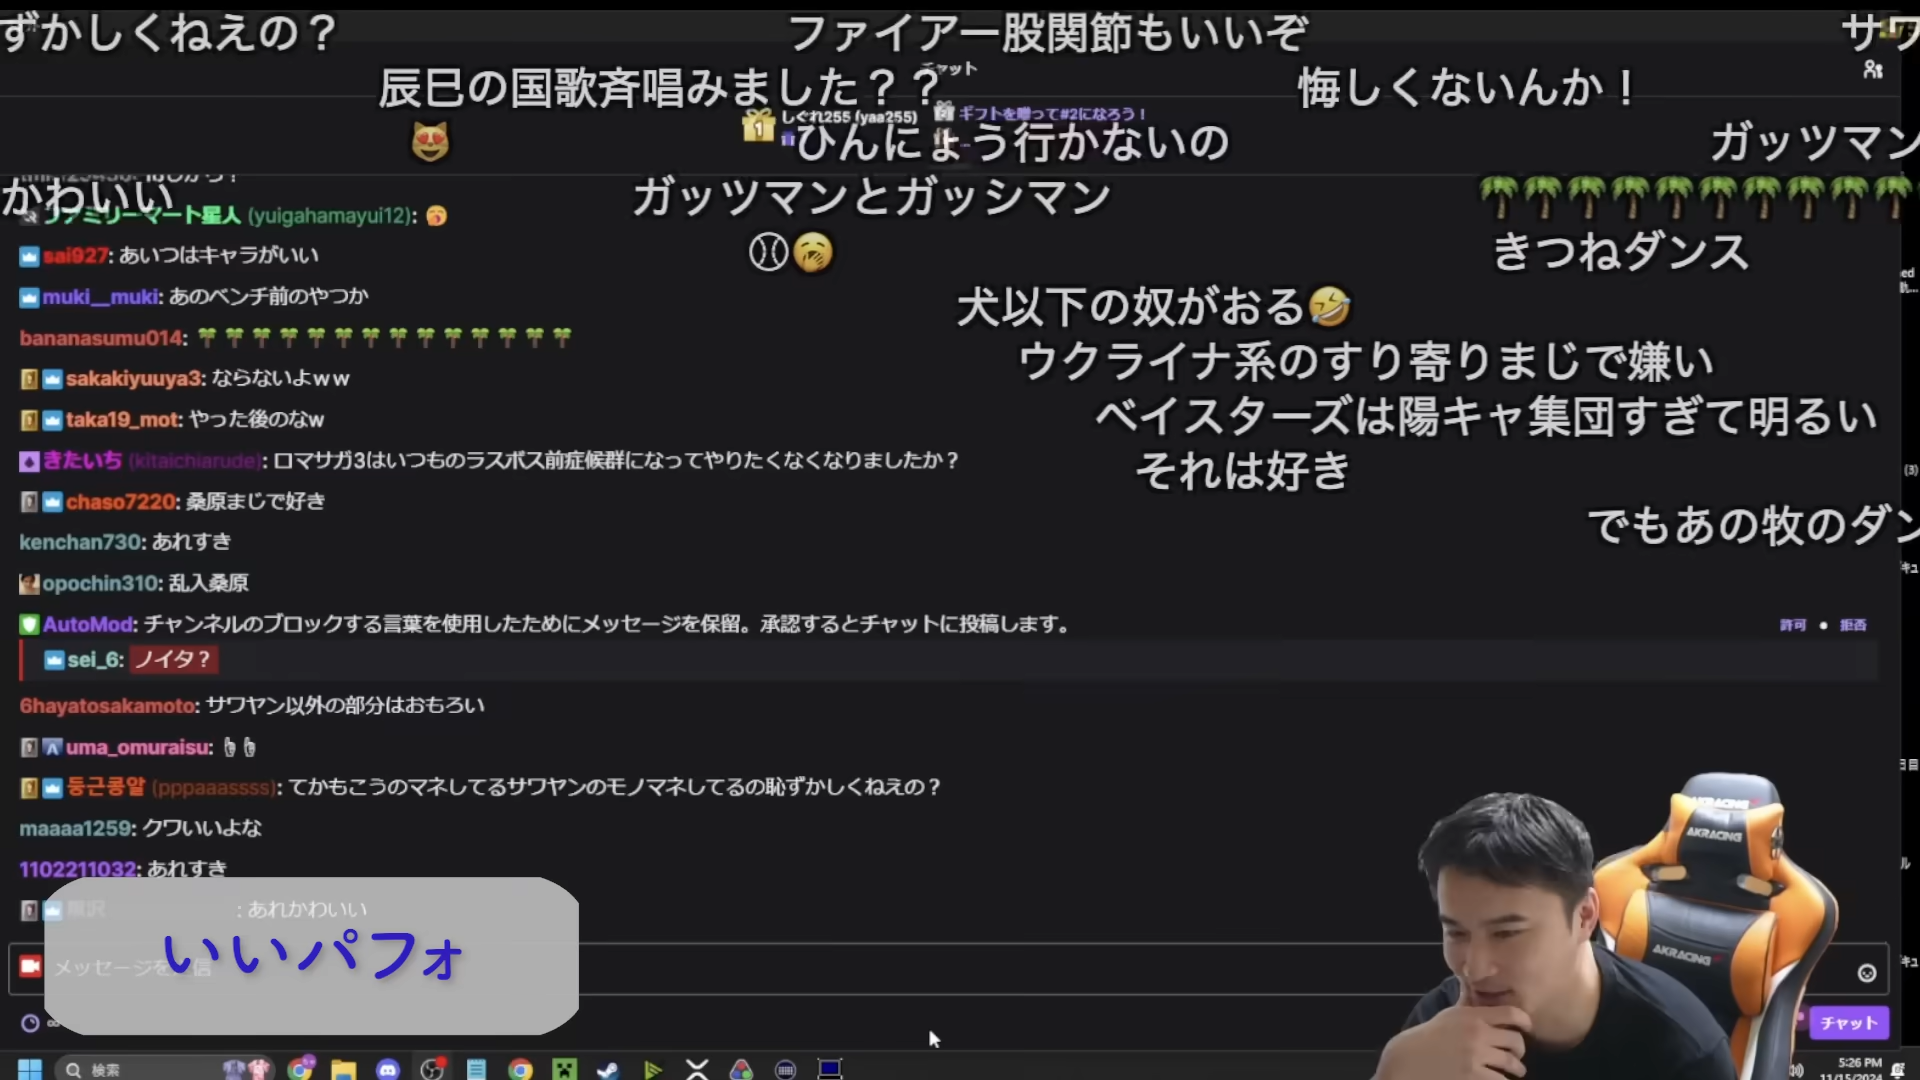 ずかしくねえの？
ファイアー股関節もいいぞ
サワ
チャット
辰巳の国歌斉唱みました？？
悔しくないんか！
しぐれ255 (yaa255)
ギフトを贈って#2になろう！
ひんにょう行かないの
ガッツマン
かわいい
ガッツマンとガッシマン
🌴🌴🌴🌴🌴🌴🌴🌴🌴🌴
ファミリーマート星人 (yuigahamayui12):
sai927: あいつはキャラがいい
きつねダンス
muki__muki: あのベンチ前のやつか
犬以下の奴がおる🤣
bananasumu014: 🌴🌴🌴🌴🌴🌴🌴🌴🌴🌴🌴🌴🌴🌴
ウクライナ系のすり寄りまじで嫌い
sakakiyuuya3: ならないよｗｗ
taka19_mot: やった後のなw
ベイスターズは陽キャ集団すぎて明るい
きたいち (kitaichiarude): ロマサガ3はいつものラスボス前症候群になってやりたくなくなりましたか？
それは好き
chaso7220: 桑原まじで好き
でもあの牧のダン
kenchan730: あれすき
opochin310: 乱入桑原
AutoMod: チャンネルのブロックする言葉を使用したためにメッセージを保留。承認するとチャットに投稿します。
許可 • 拒否
sei_6: ノイタ？
6hayatosakamoto: サワヤン以外の部分はおもろい
uma_omuraisu:
둥근콩알 (pppaaassss): てかもこうのマネしてるサワヤンのモノマネしてるの恥ずかしくねえの？
maaaa1259: クワいいよな
1102211032: あれすき
: あれかわいい
いいパフォ
メッセージを送信
チャット
AKRACING
AKRACING
AKRACING
検索
5:26 PM
11/15/2024